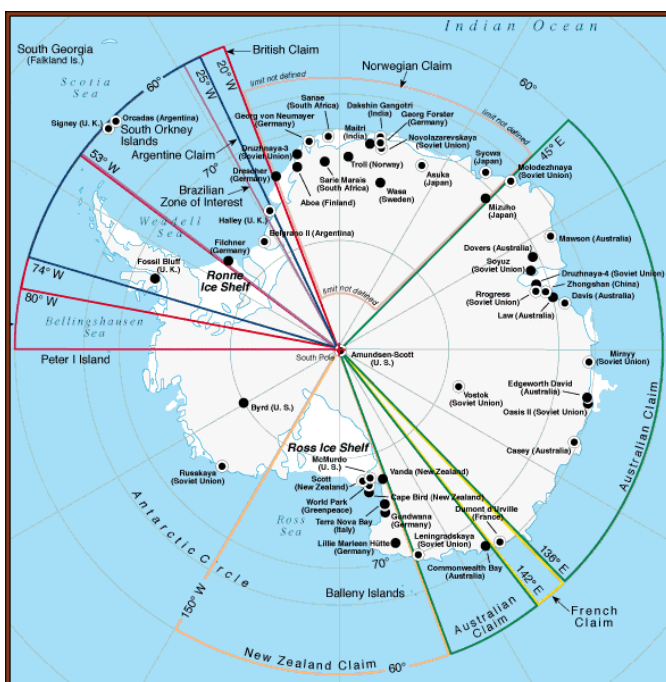 Indian Ocean
South Georgia
(Falkland Is.)
Scotia
Sea
60°
25° W
20° W
British Claim
Norwegian Claim
limit not defined
limit not defined
60°
Orcadas (Argentina)
Signey (U. K.)
South Orkney
Islands
Argentine Claim
70°
Brazilian
Zone of Interest
53° W
Weddell
Sea
Georg von Neumayer
(Germany)
Sanae
(South Africa)
Dakshin Gangotri
(India)
Maitri
(India)
Georg Forster
(Germany)
Novolazarevskaya
(Soviet Union)
Druzhnaya-3
(Soviet Union)
Drescher
(Germany)
Aboa (Finland)
Sarie Marais
(South Africa)
Troll (Norway)
Wasa
(Sweden)
Asuka
(Japan)
Sycwa
(Japan)
45° E
Molodezhnaya
(Soviet Union)
Mizuho
(Japan)
Halley (U. K.)
Belgrano II (Argentina)
Filchner
(Germany)
Fossil Bluff
(U. K.)
Ronne
Ice Shelf
limit not defined
Mawson (Australia)
Dovers (Australia)
Soyuz
(Soviet Union)
Druzhnaya-4 (Soviet Union)
Zhongshan (China)
Rrogress
(Soviet Union)
Davis (Australia)
Law (Australia)
74° W
80° W
Bellingshausen
Sea
Peter I Island
South Pole
Amundsen-Scott
(U. S.)
Mirnyy
(Soviet Union)
Vostok
(Soviet Union)
Edgeworth David
(Australia)
Oasis II (Soviet Union)
Casey (Australia)
Australian Claim
Byrd (U. S.)
Russkaya
(Soviet Union)
Ross Ice Shelf
McMurdo
(U. S.)
Scott
(New Zealand)
Vanda (New Zealand)
World Park
(Greenpeace)
Cape Bird (New Zealand)
Terre Nova Bay
(Italy)
Gondwana
(Germany)
Lillie Marleen Hütte
(Germany)
Ross
Sea
Dumont d'Urville
(France)
Leningradskaya
(Soviet Union)
Commonwealth Bay
(Australia)
136° E
142° E
French
Claim
Australian
Claim
70°
Balleny Islands
Antarctic Circle
150° W
New Zealand Claim
60°